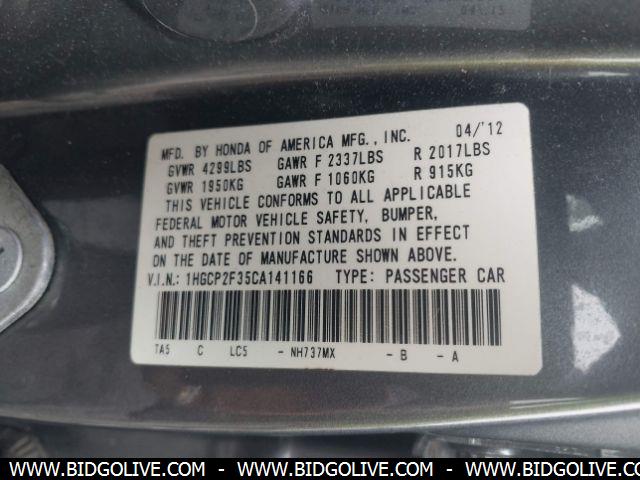 MFD. BY HONDA OF AMERICA MFG., INC. 04/'12
GVWR 4299LBS GAWR F 2337LBS R 2017LBS
GVWR 1950KG GAWR F 1060KG R 915KG
THIS VEHICLE CONFORMS TO ALL APPLICABLE
FEDERAL MOTOR VEHICLE SAFETY, BUMPER,
AND THEFT PREVENTION STANDARDS IN EFFECT
ON THE DATE OF MANUFACTURE SHOWN ABOVE.
V.I.N.: 1HGCP2F35CA141166 TYPE: PASSENGER CAR
TA5 C LC5 - NH737MX - B - A
WWW.BIDGOLIVE.COM - WWW.BIDGOLIVE.COM - WWW.BIDGOLIVE.COM